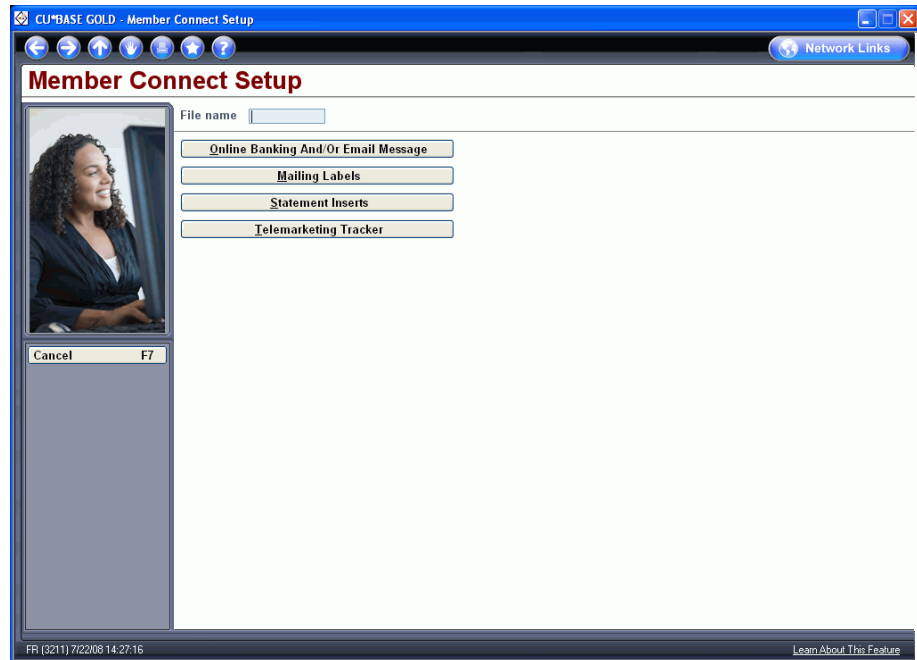 CU*BASE GOLD - Member Connect Setup
Network Links
Member Connect Setup
File name
Online Banking And/Or Email Message
Mailing Labels
Statement Inserts
Telemarketing Tracker
Cancel F7
FR (3211) 7/22/08 14:27:16
Learn About This Feature